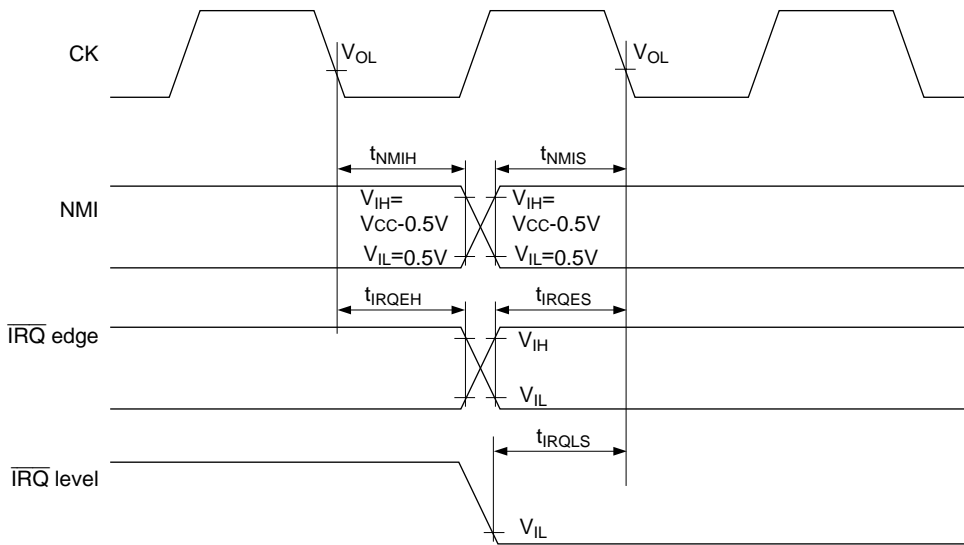 CK
VOL
VOL
tNMIH
tNMIS
NMI
VIH=
VCC-0.5V
VIL=0.5V
VIH=
VCC-0.5V
VIL=0.5V
tIRQEH
tIRQES
IRQ edge
VIH
VIL
tIRQLS
IRQ level
VIL